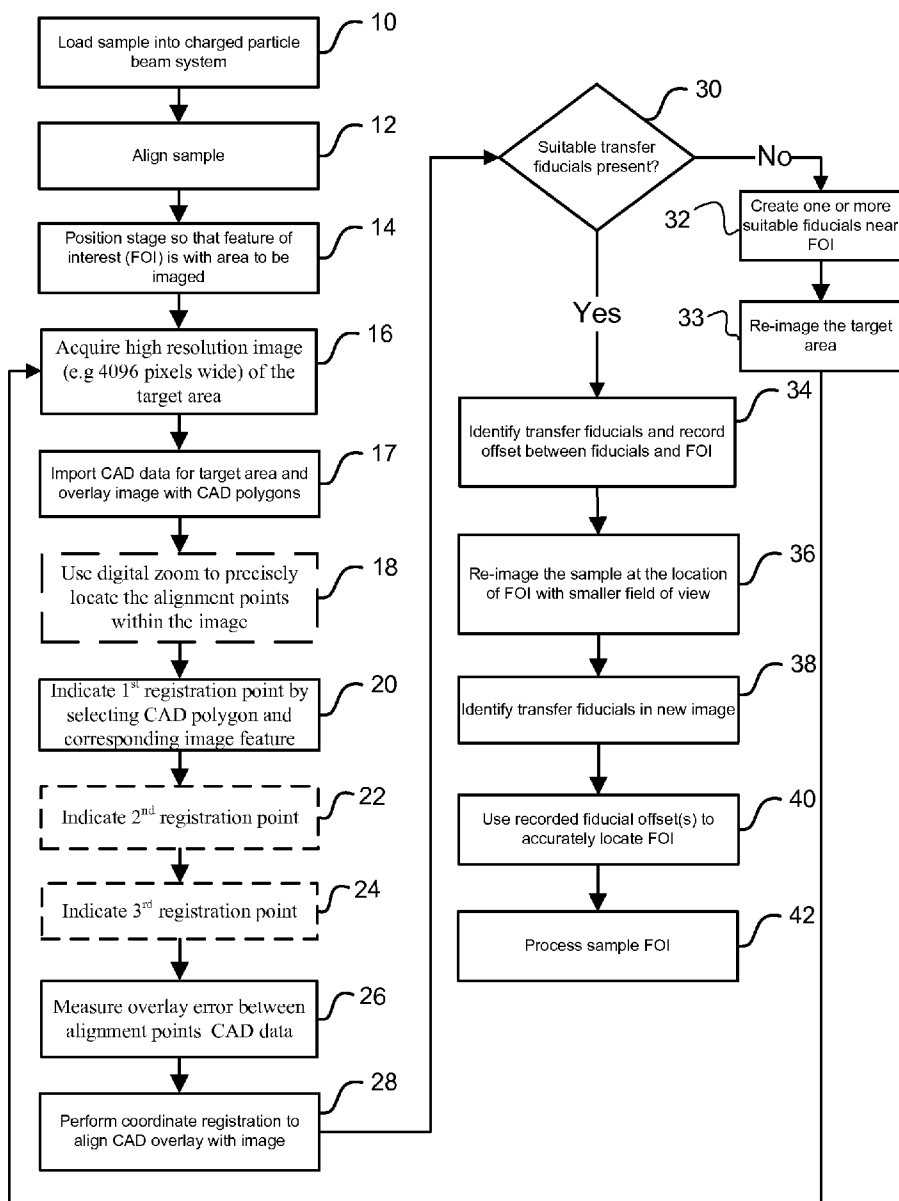 10
Load sample into charged particle
beam system
12
Align sample
14
Position stage so that feature of
interest (FOI) is with area to be
imaged
16
Acquire high resolution image
(e.g 4096 pixels wide) of the
target area
17
Import CAD data for target area and
overlay image with CAD polygons
18
Use digital zoom to precisely
locate the alignment points
within the image
20
Indicate 1st registration point by
selecting CAD polygon and
corresponding image feature
22
Indicate 2nd registration point
24
Indicate 3rd registration point
26
Measure overlay error between
alignment points CAD data
28
Perform coordinate registration to
align CAD overlay with image
30
Suitable transfer
fiducials present?
No
Yes
32
Create one or more
suitable fiducials near
FOI
33
Re-image the target
area
34
Identify transfer fiducials and record
offset between fiducials and FOI
36
Re-image the sample at the location
of FOI with smaller field of view
38
Identify transfer fiducials in new image
40
Use recorded fiducial offset(s) to
accurately locate FOI
42
Process sample FOI